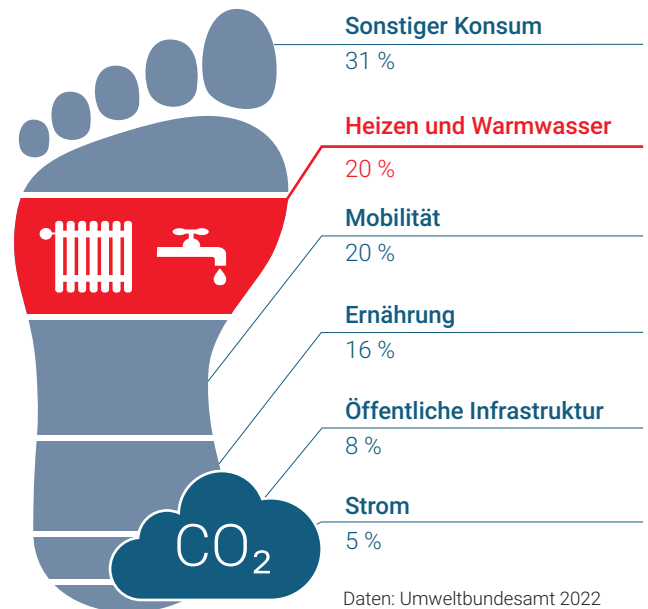 Sonstiger Konsum
31 %
Heizen und Warmwasser
20 %
Mobilität
20 %
Ernährung
16 %
Öffentliche Infrastruktur
8 %
Strom
5 %
CO₂
Daten: Umweltbundesamt 2022